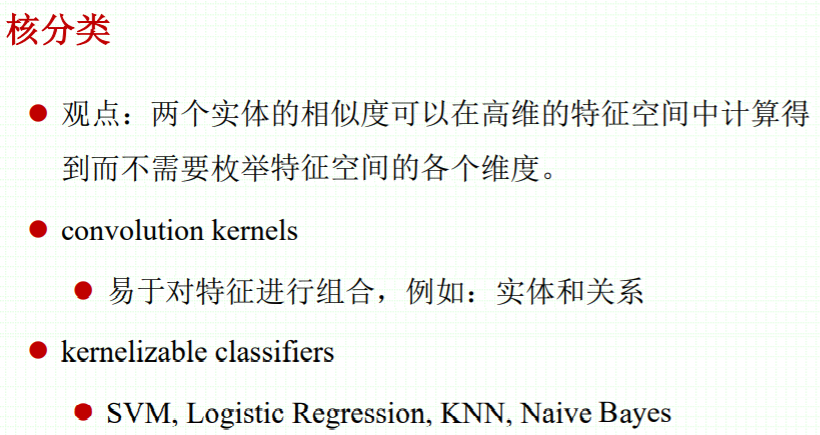 核分类
观点：两个实体的相似度可以在高维的特征空间中计算得
到而不需要枚举特征空间的各个维度。
convolution kernels
易于对特征进行组合，例如：实体和关系
kernelizable classifiers
SVM, Logistic Regression, KNN, Naive Bayes